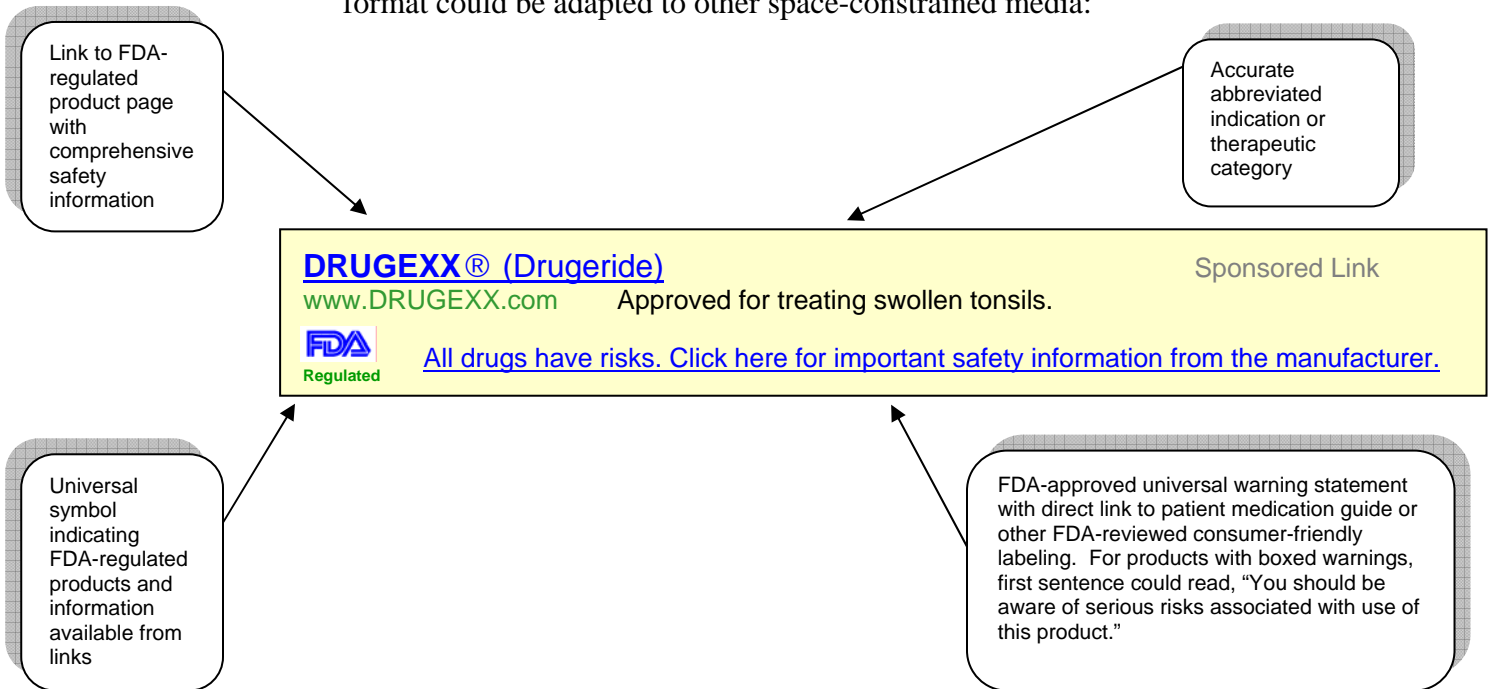 format could be adapted to other space-constrained media:
Link to FDA-
regulated
product page
with
comprehensive
safety
information
Accurate
abbreviated
indication or
therapeutic
category
DRUGEXX® (Drugeride)
Sponsored Link
www.DRUGEXX.com
Approved for treating swollen tonsils.
FDA
Regulated
All drugs have risks. Click here for important safety information from the manufacturer.
Universal
symbol
indicating
FDA-regulated
products and
information
available from
links
FDA-approved universal warning statement
with direct link to patient medication guide or
other FDA-reviewed consumer-friendly
labeling.  For products with boxed warnings,
first sentence could read, “You should be
aware of serious risks associated with use of
this product.”